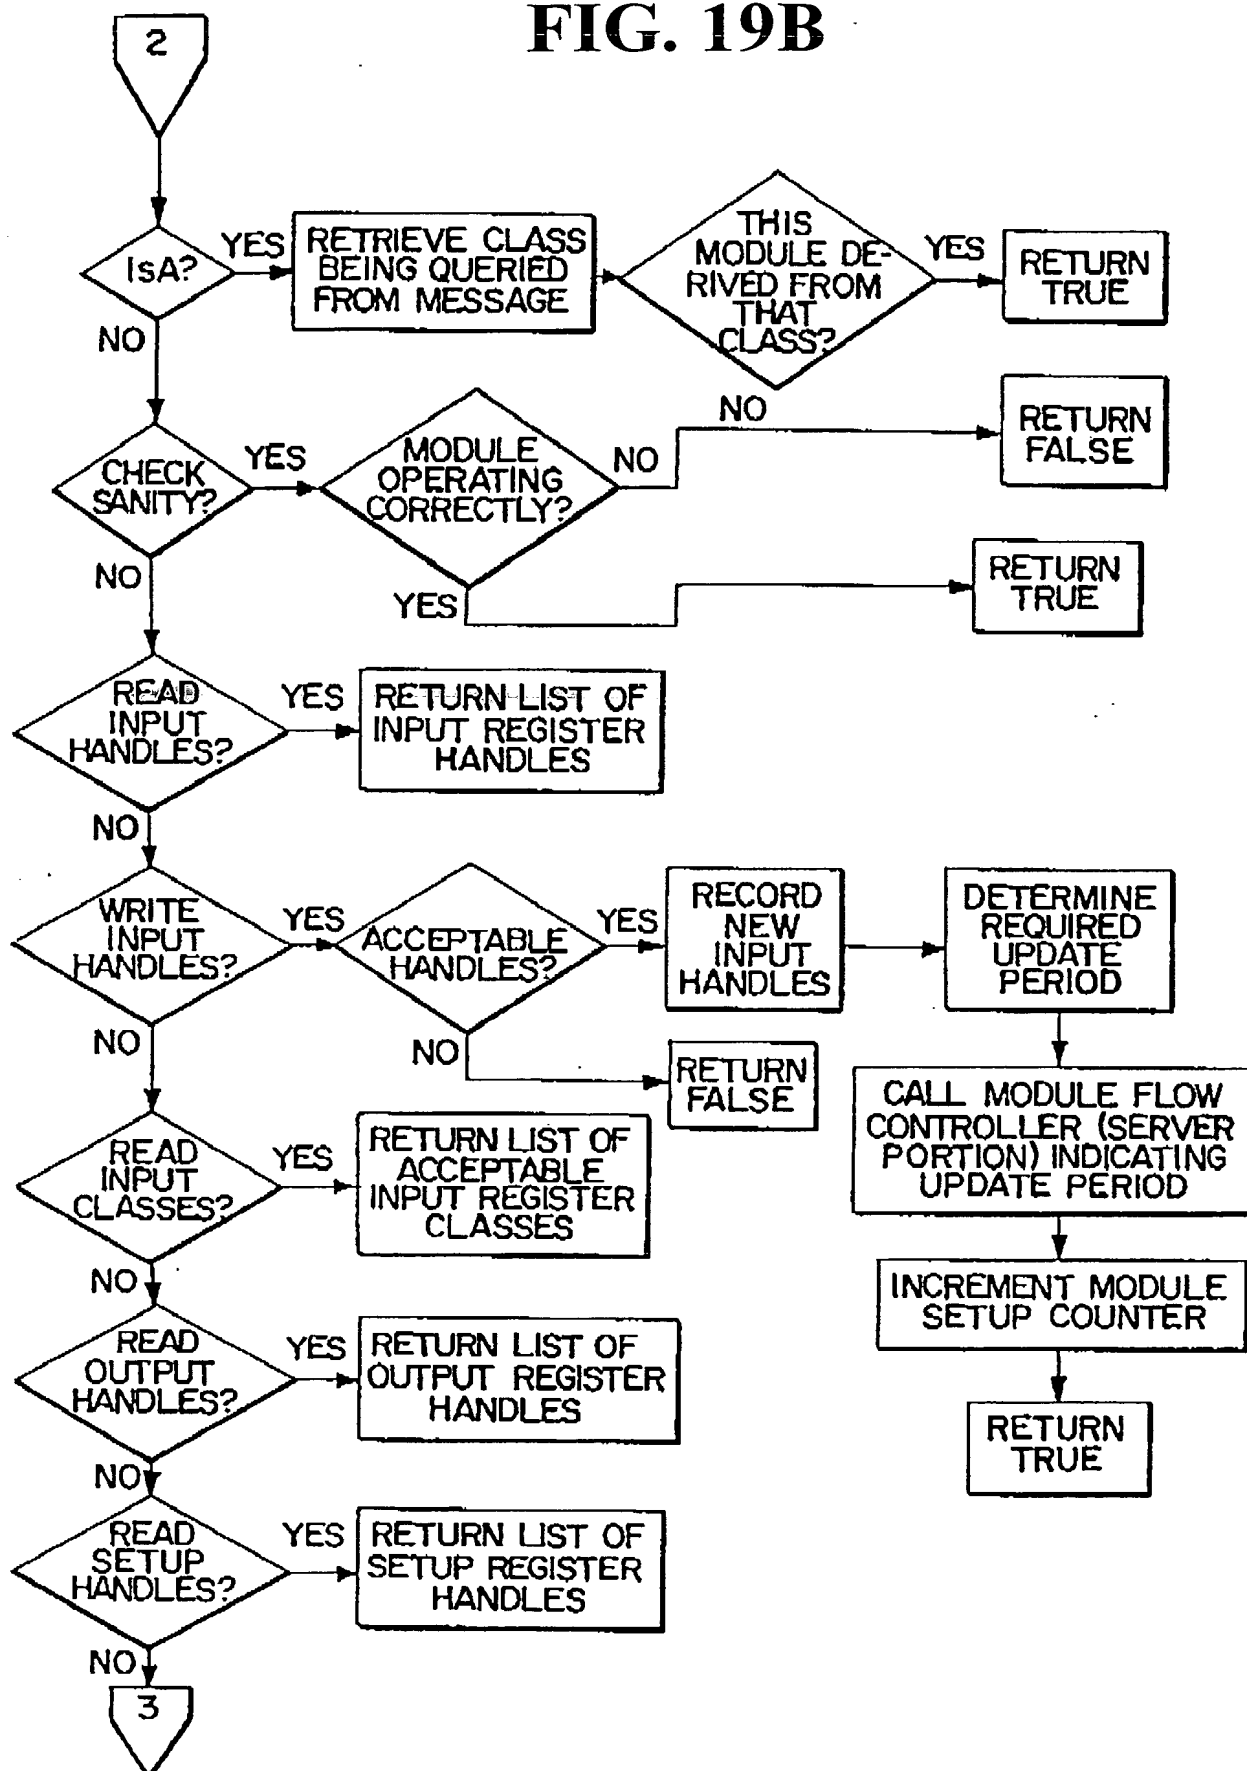 FIG. 19B
2
IsA?
YES
RETRIEVE CLASS
BEING QUERIED
FROM MESSAGE
THIS
MODULE DE-
RIVED FROM
THAT
CLASS?
YES
RETURN
TRUE
NO
NO
RETURN
FALSE
CHECK
SANITY?
YES
MODULE
OPERATING
CORRECTLY?
NO
YES
RETURN
TRUE
NO
READ
INPUT
HANDLES?
YES
RETURN LIST OF
INPUT REGISTER
HANDLES
NO
WRITE
INPUT
HANDLES?
YES
ACCEPTABLE
HANDLES?
YES
RECORD
NEW
INPUT
HANDLES
DETERMINE
REQUIRED
UPDATE
PERIOD
NO
RETURN
FALSE
CALL MODULE FLOW
CONTROLLER (SERVER
PORTION) INDICATING
UPDATE PERIOD
INCREMENT MODULE
SETUP COUNTER
RETURN
TRUE
NO
READ
INPUT
CLASSES?
YES
RETURN LIST OF
ACCEPTABLE
INPUT REGISTER
CLASSES
NO
READ
OUTPUT
HANDLES?
YES
RETURN LIST OF
OUTPUT REGISTER
HANDLES
NO
READ
SETUP
HANDLES?
YES
RETURN LIST OF
SETUP REGISTER
HANDLES
NO
3